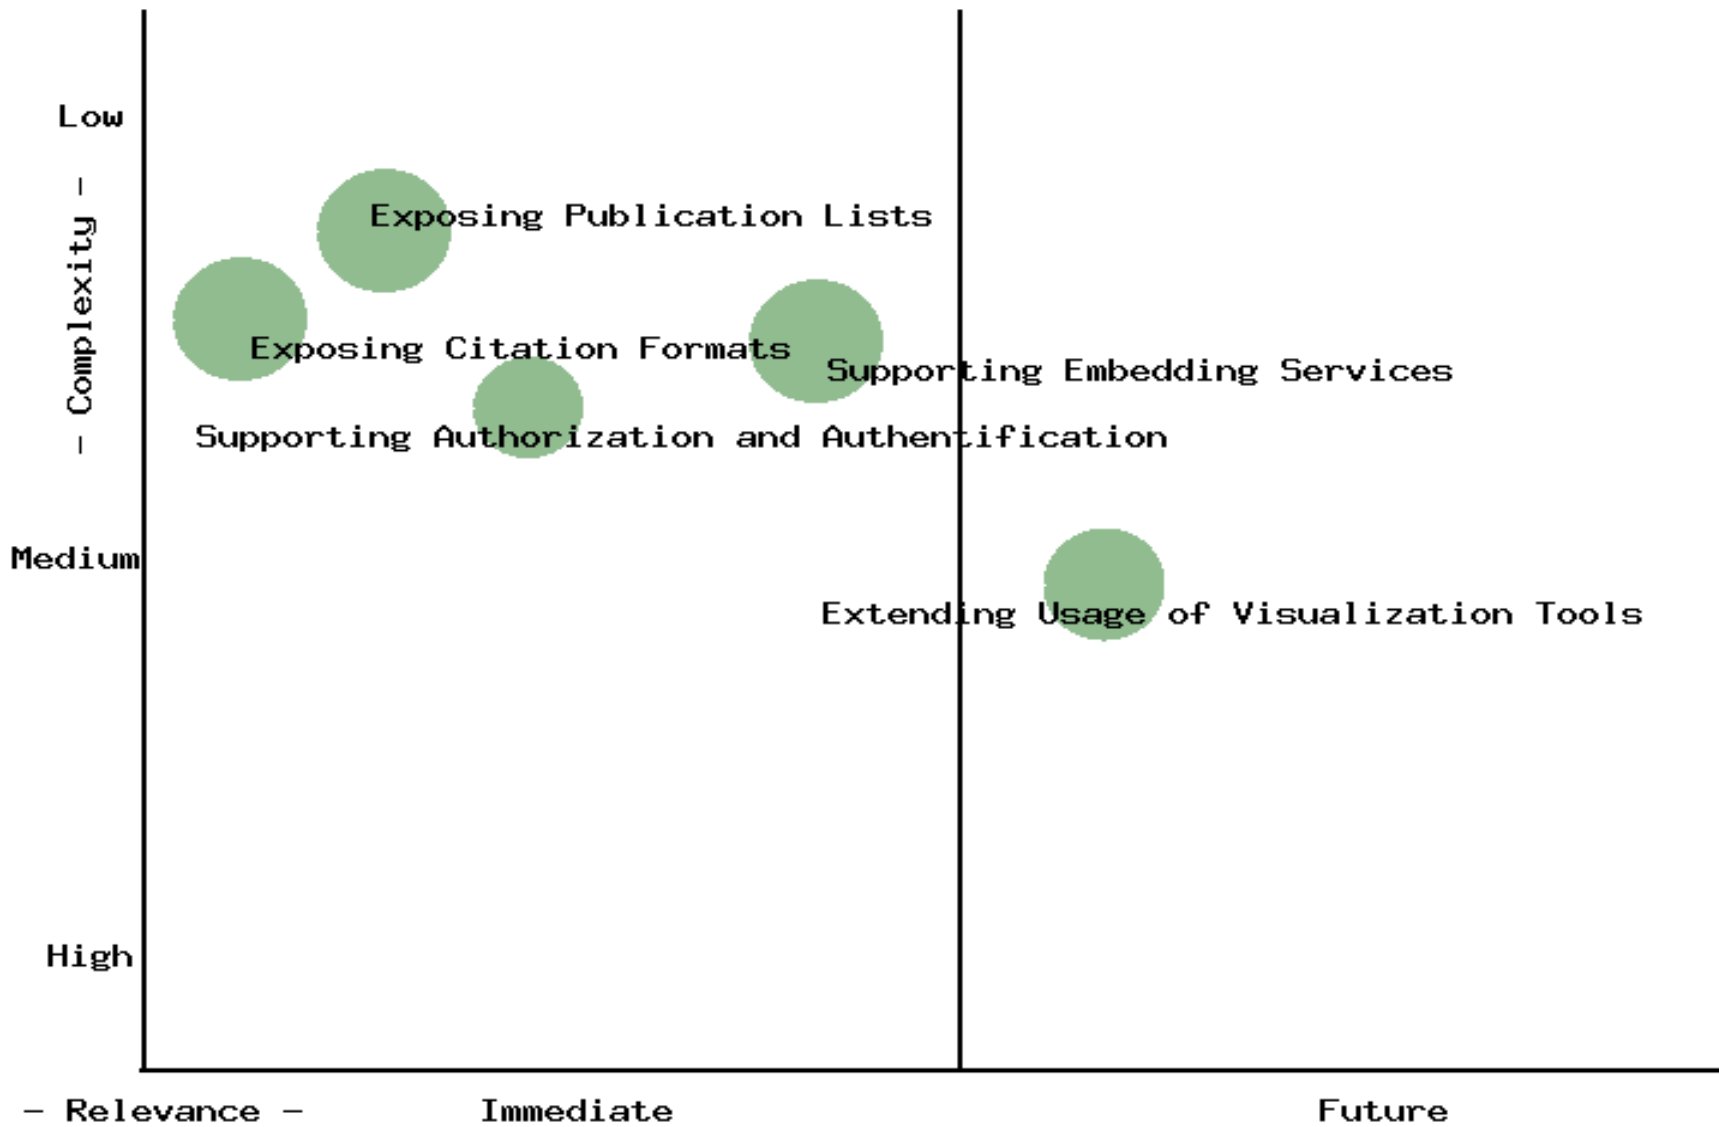 Low
- Complexity -
Exposing Publication Lists
Exposing Citation Formats
Supporting Embedding Services
Supporting Authorization and Authentification
Medium
Extending Usage of Visualization Tools
High
- Relevance -
Immediate
Future